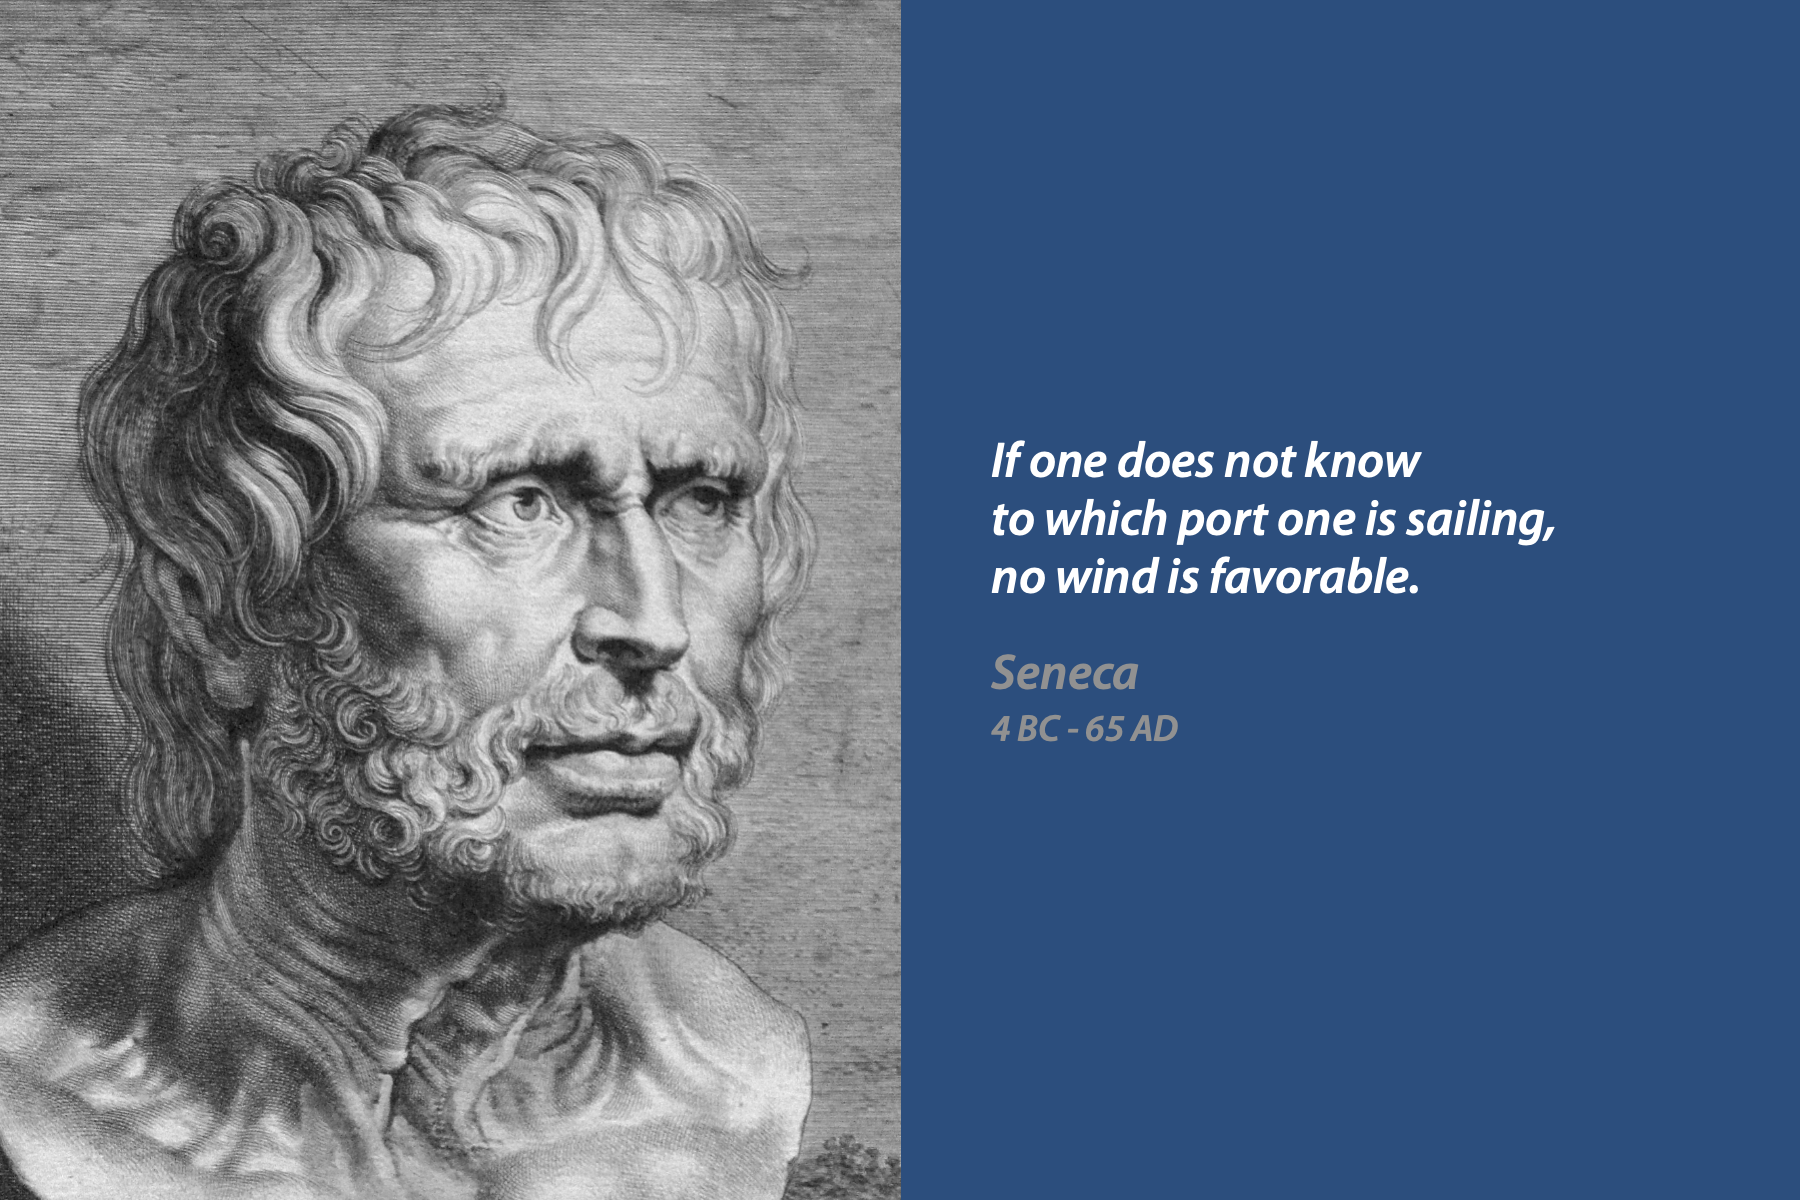 If one does not know
to which port one is sailing,
no wind is favorable.
Seneca
4 BC - 65 AD